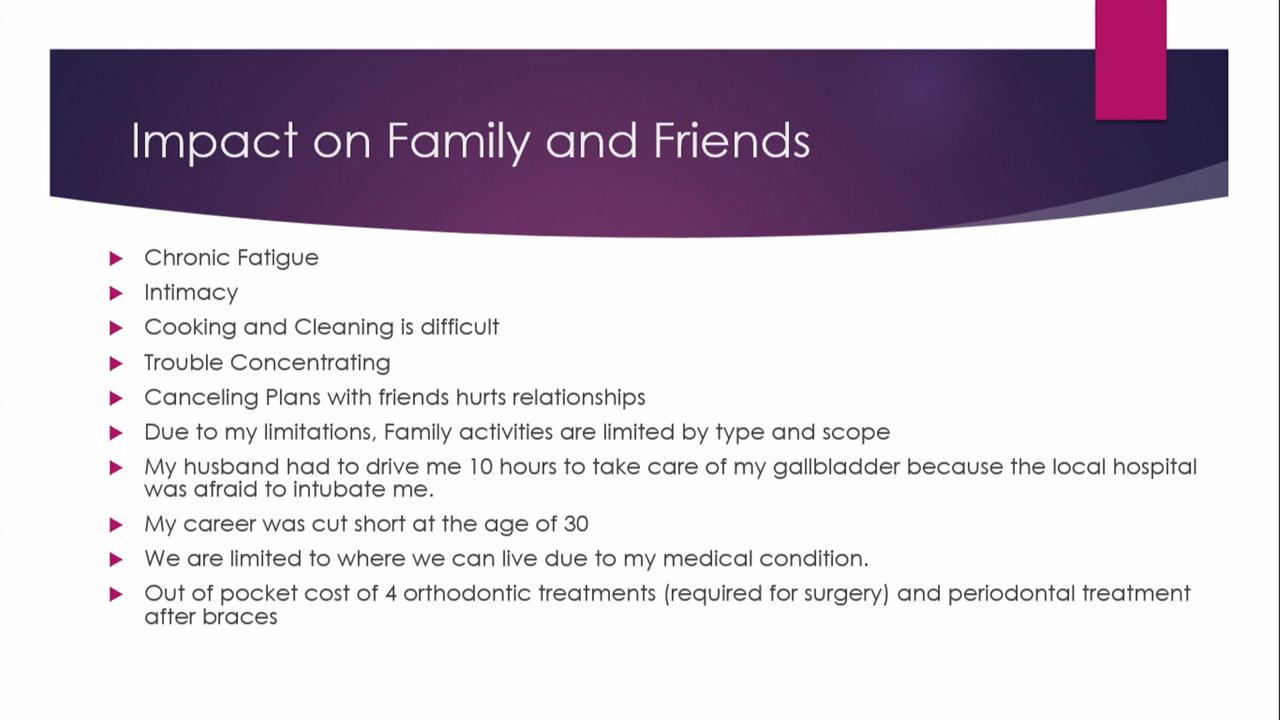 Impact on Family and Friends
Chronic Fatigue
Intimacy
Cooking and Cleaning is difficult
Trouble Concentrating
Canceling Plans with friends hurts relationships
Due to my limitations, Family activities are limited by type and scope
My husband had to drive me 10 hours to take care of my gallbladder because the local hospital
was afraid to intubate me.
My career was cut short at the age of 30
We are limited to where we can live due to my medical condition.
Out of pocket cost of 4 orthodontic treatments (required for surgery) and periodontal treatment
after braces